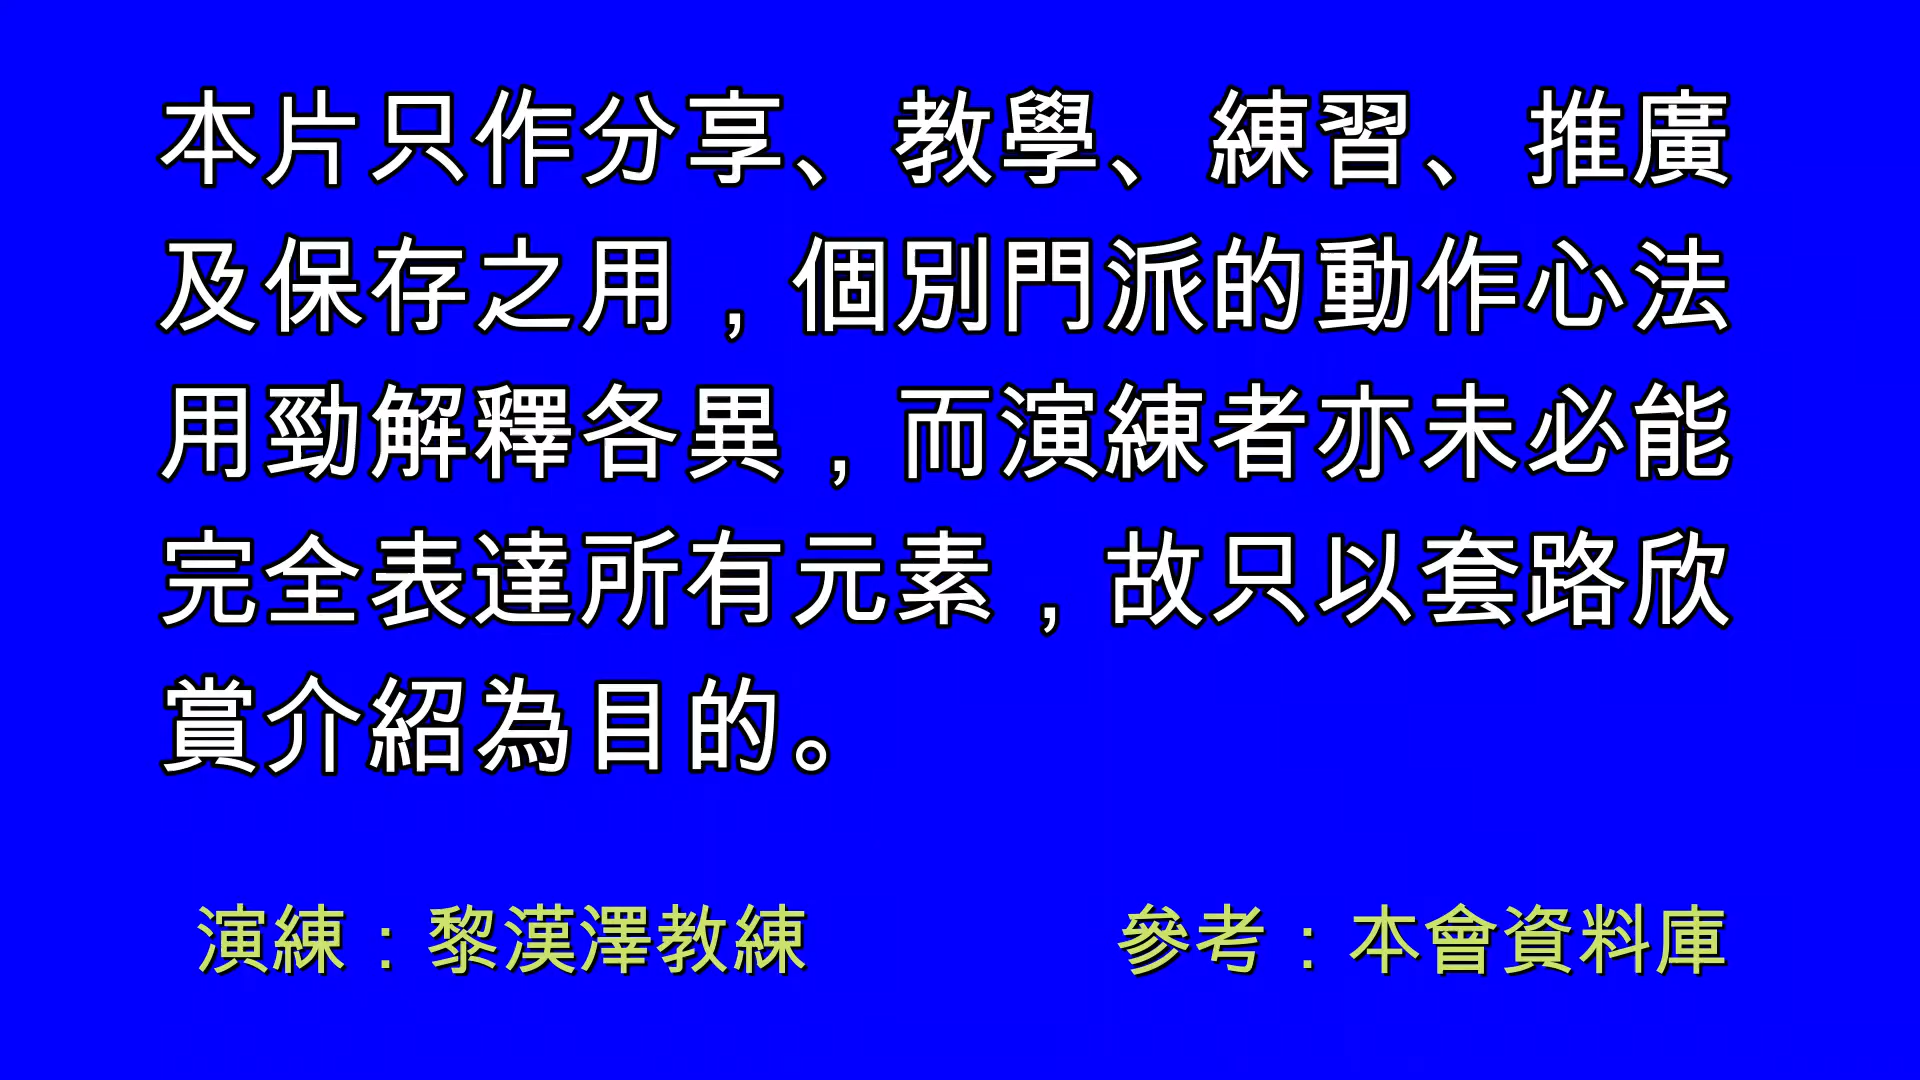 本片只作分享、教學、練習、推廣
及保存之用，個別門派的動作心法
用勁解釋各異，而演練者亦未必能
完全表達所有元素，故只以套路欣
賞介紹為目的。
演練：黎漢澤教練
參考：本會資料庫